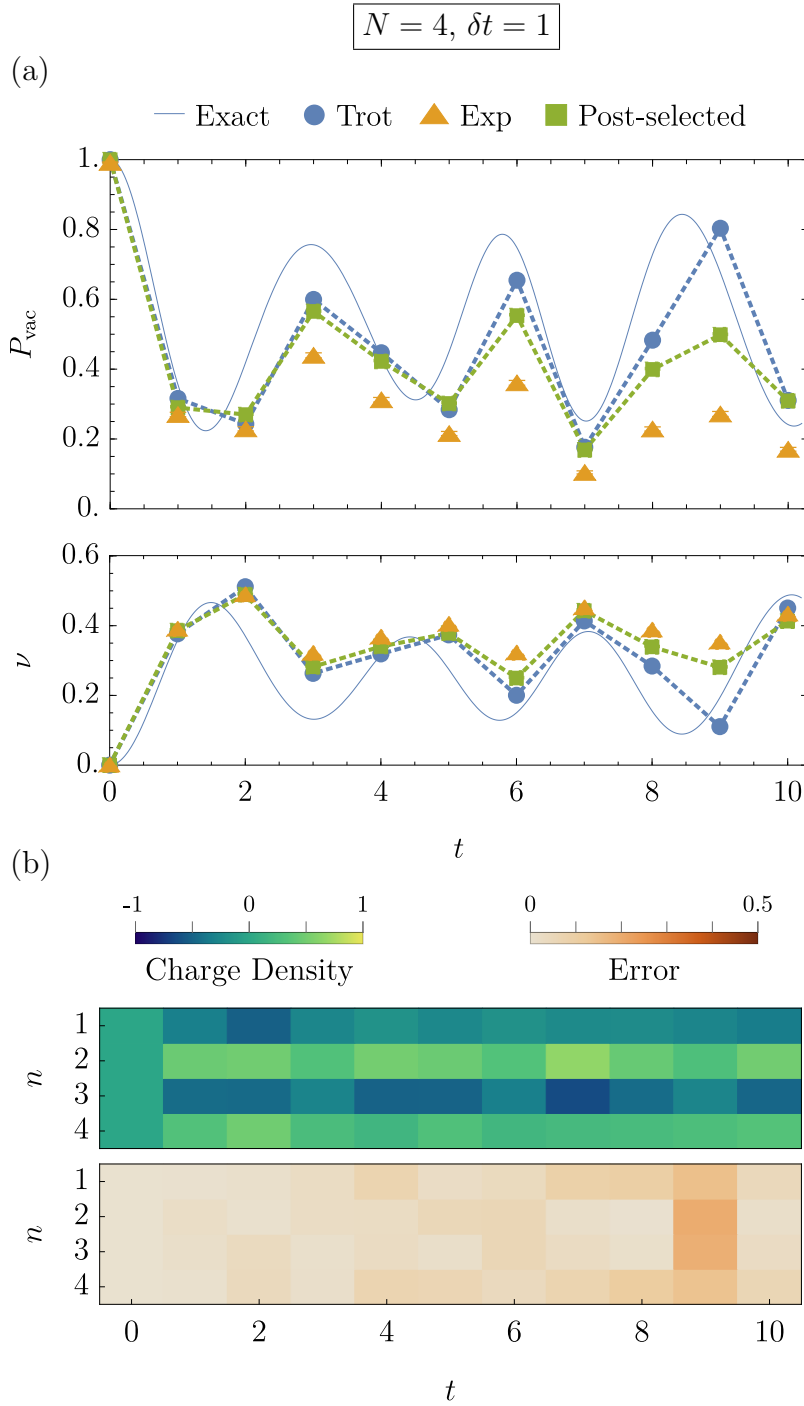 N = 4, δt = 1
(a)
Exact Trot Exp Post-selected
1.
0.8
0.6
0.4
0.2
0.
P_vac
0.6
0.4
0.2
0.
ν
0 2 4 6 8 10
t
(b)
-1 0 1
Charge Density
0 0.5
Error
1
2
3
4
n
1
2
3
4
n
0 2 4 6 8 10
t